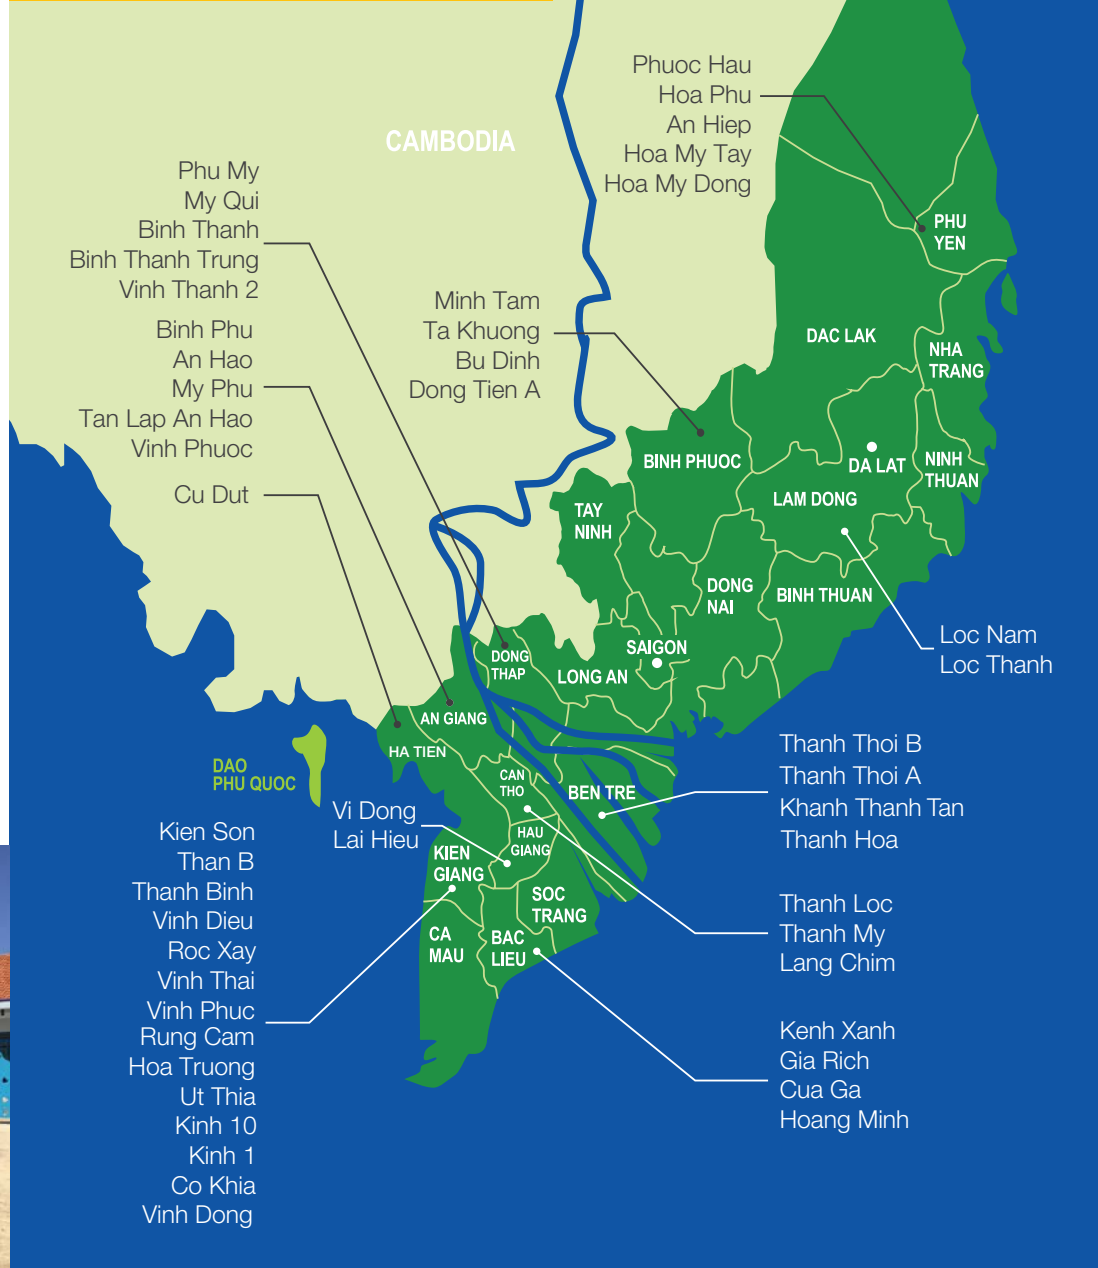 Phuoc Hau
Hoa Phu
An Hiep
Hoa My Tay
Hoa My Dong
CAMBODIA
Phu My
My Qui
Binh Thanh
Binh Thanh Trung
Vinh Thanh 2
PHU
YEN
Minh Tam
Ta Khuong
Bu Dinh
Dong Tien A
Binh Phu
An Hao
My Phu
Tan Lap An Hao
Vinh Phuoc
DAC LAK
NHA
TRANG
Cu Dut
BINH PHUOC
DA LAT
NINH
THUAN
LAM DONG
TAY
NINH
DONG
NAI
BINH THUAN
Loc Nam
Loc Thanh
SAIGON
DONG
THAP
LONG AN
AN GIANG
HA TIEN
DAO
PHU QUOC
CAN
THO
BEN TRE
Thanh Thoi B
Thanh Thoi A
Khanh Thanh Tan
Thanh Hoa
Vi Dong
Lai Hieu
HAU
GIANG
KIEN
GIANG
SOC
TRANG
CA
MAU
BAC
LIEU
Thanh Loc
Thanh My
Lang Chim
Kien Son
Than B
Thanh Binh
Vinh Dieu
Roc Xay
Vinh Thai
Vinh Phuc
Rung Cam
Hoa Truong
Ut Thia
Kinh 10
Kinh 1
Co Khia
Vinh Dong
Kenh Xanh
Gia Rich
Cua Ga
Hoang Minh